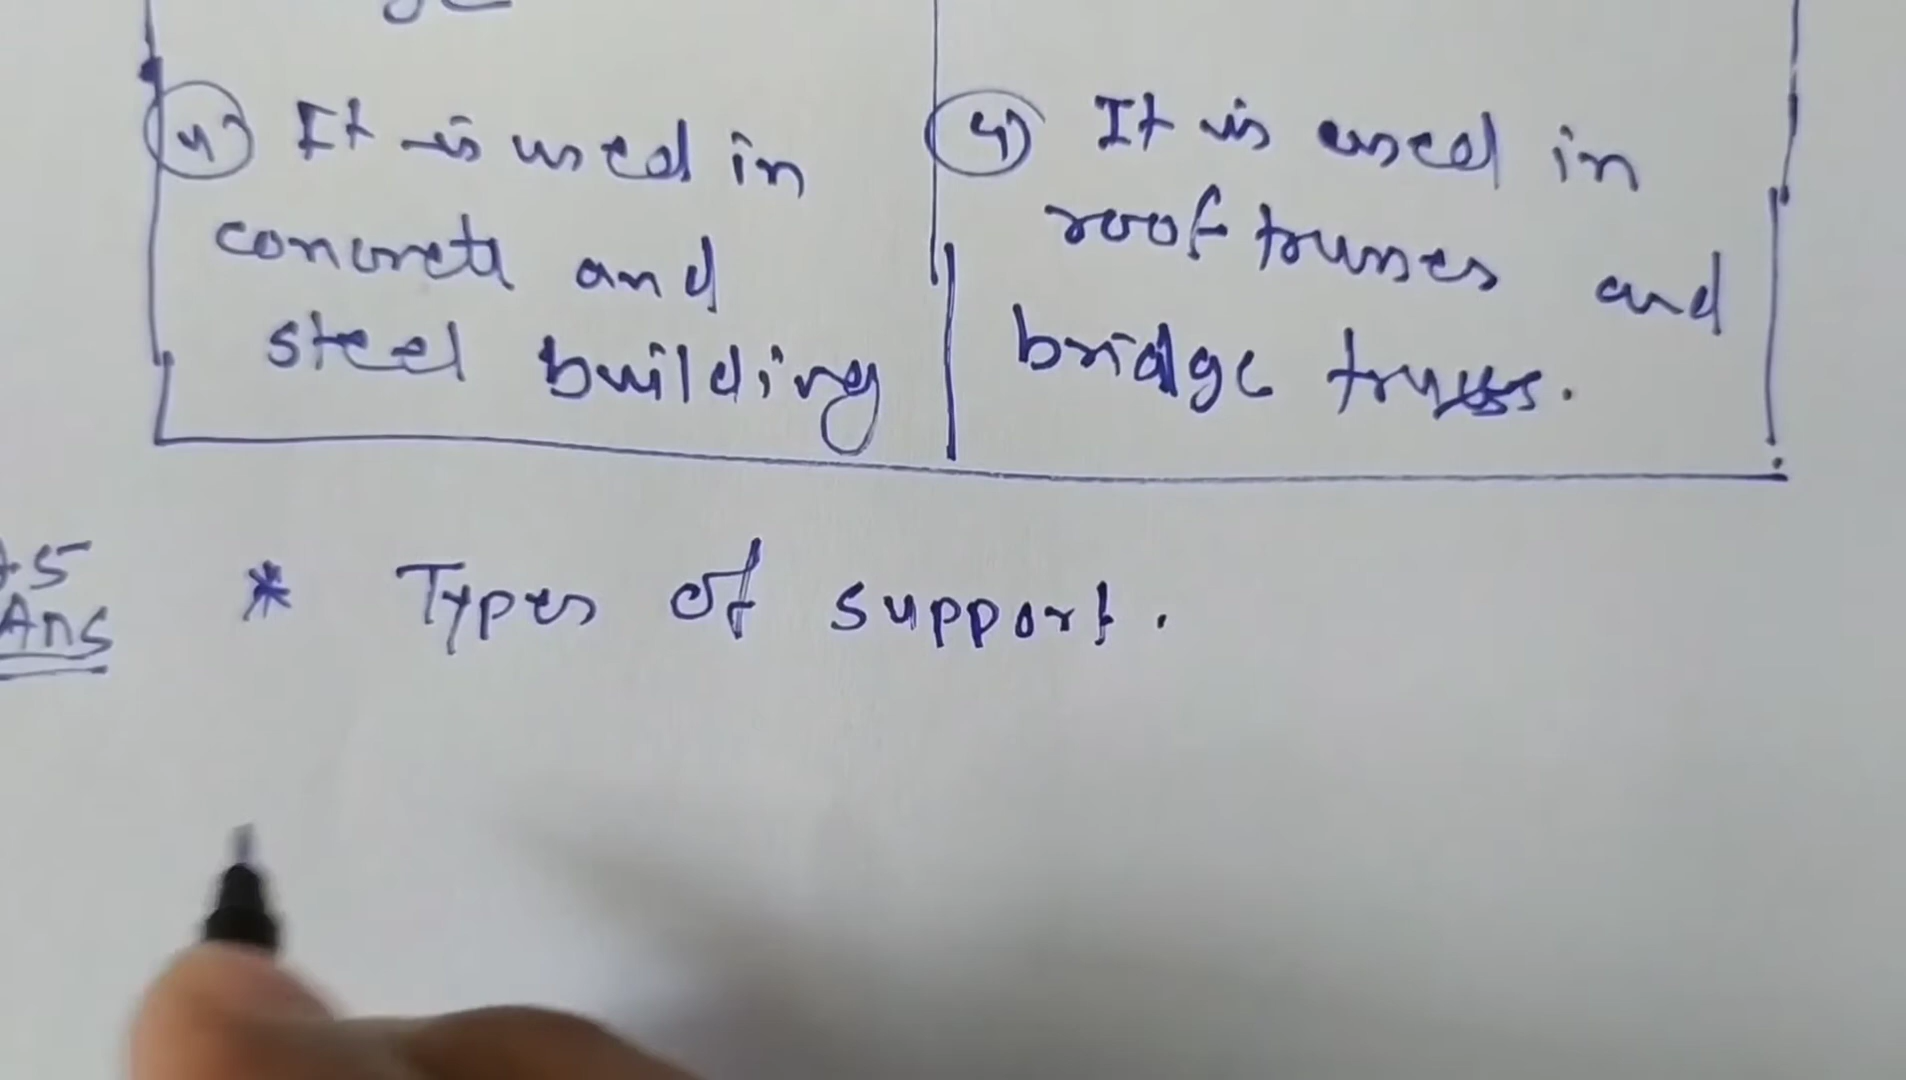 4) It is used in
concrete and
steel building
4) It is used in
roof trusses and
bridge truss.
5
Ans
* Types of support.